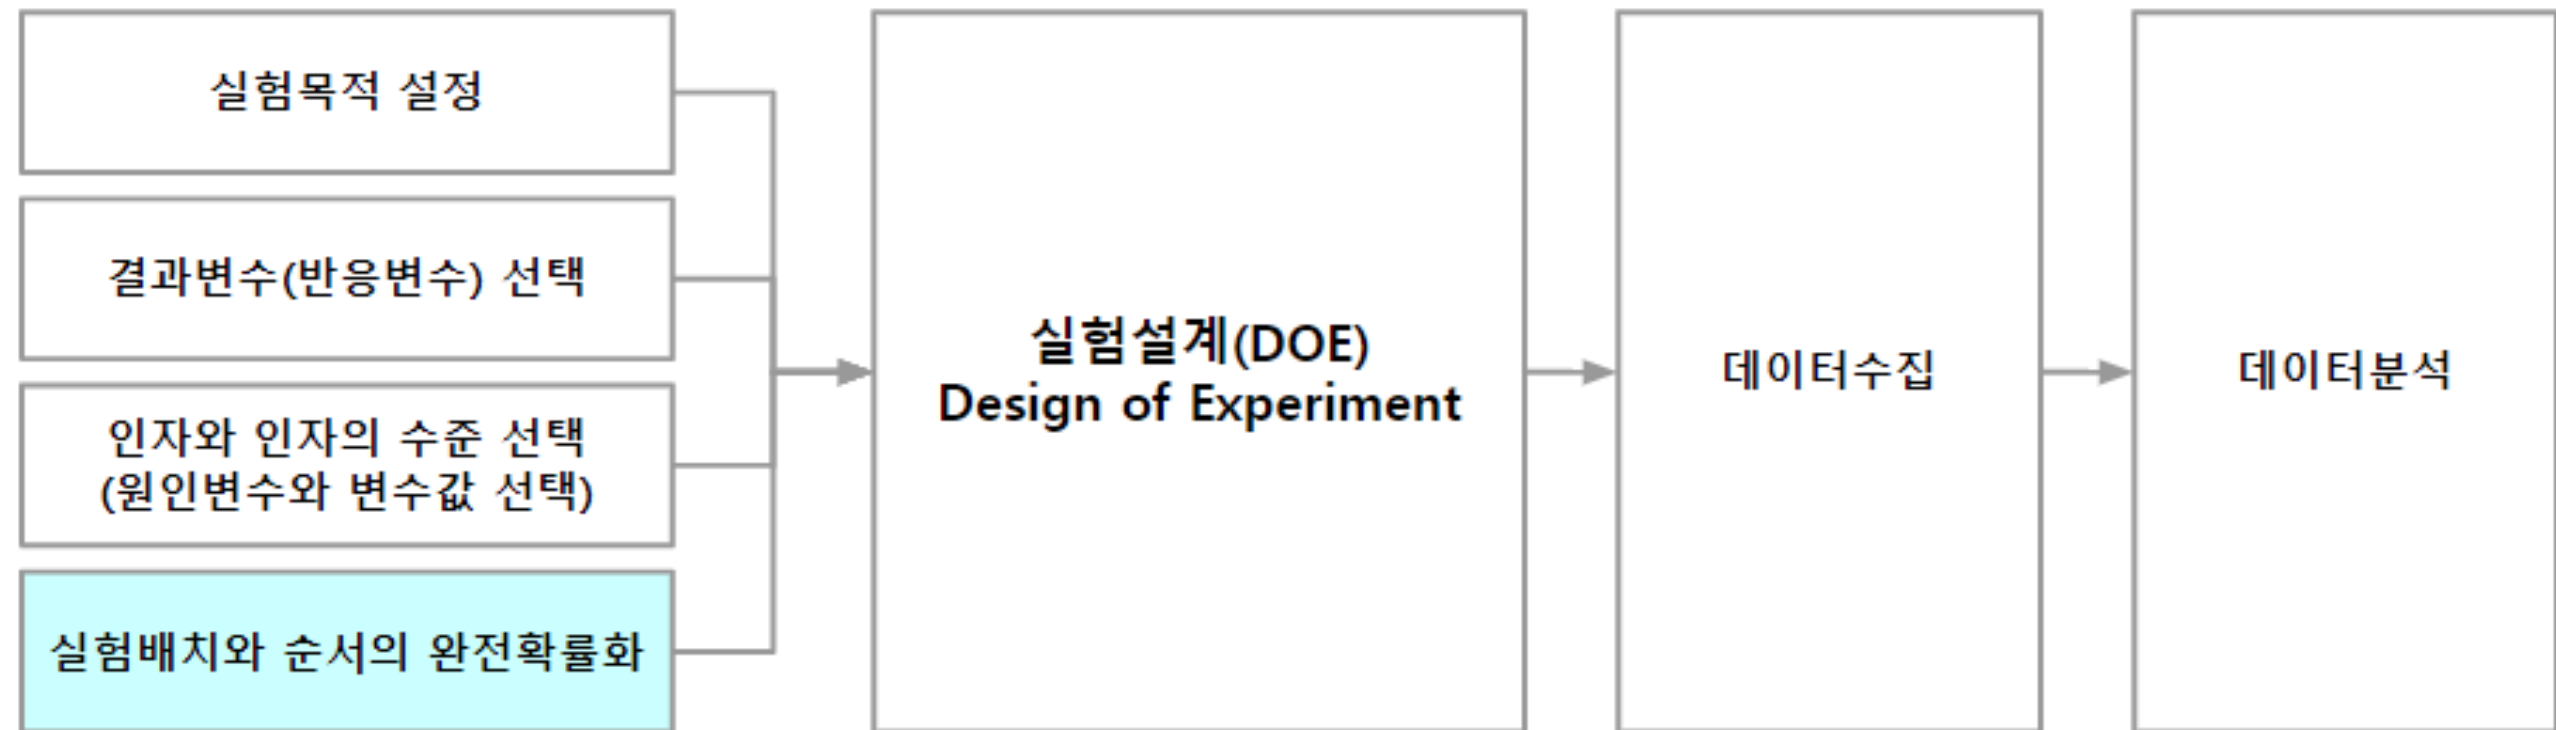 실험목적 설정
결과변수(반응변수) 선택
인자와 인자의 수준 선택
(원인변수와 변수값 선택)
실험배치와 순서의 완전확률화
실험설계(DOE)
Design of Experiment
데이터수집
데이터분석